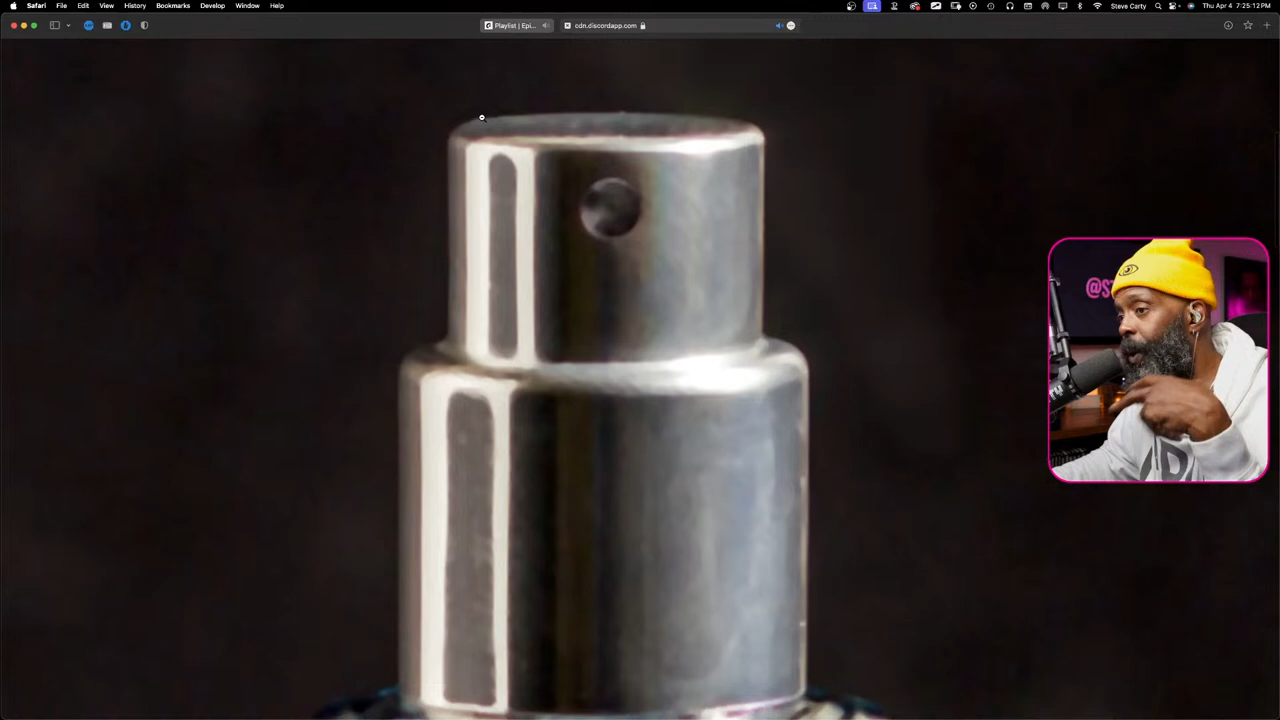 Safari File Edit View History Bookmarks Develop Window Help
Steve Carty
Thu Apr 4 7:25:12 PM
Playlist | Epi...
cdn.discordapp.com